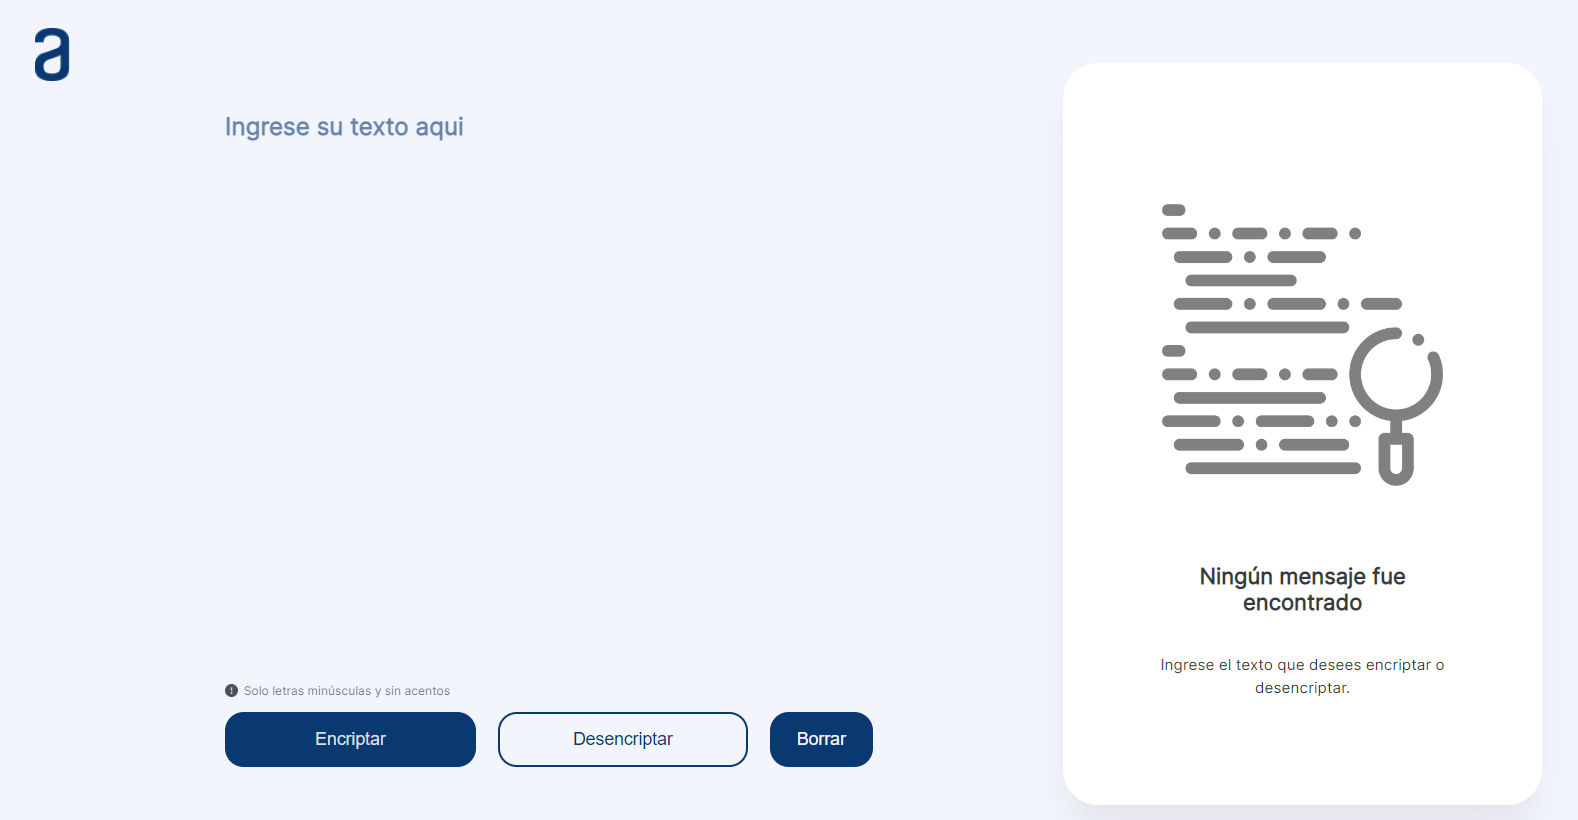 a
Ingrese su texto aqui
Ningún mensaje fue
encontrado
Ingrese el texto que desees encriptar o
desencriptar.
Solo letras minúsculas y sin acentos
Encriptar
Desencriptar
Borrar